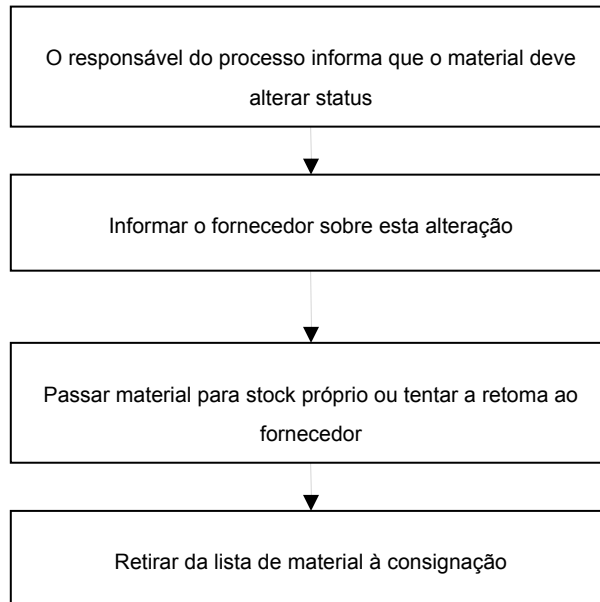 O responsável do processo informa que o material deve
alterar status
Informar o fornecedor sobre esta alteração
Passar material para stock próprio ou tentar a retoma ao
fornecedor
Retirar da lista de material à consignação